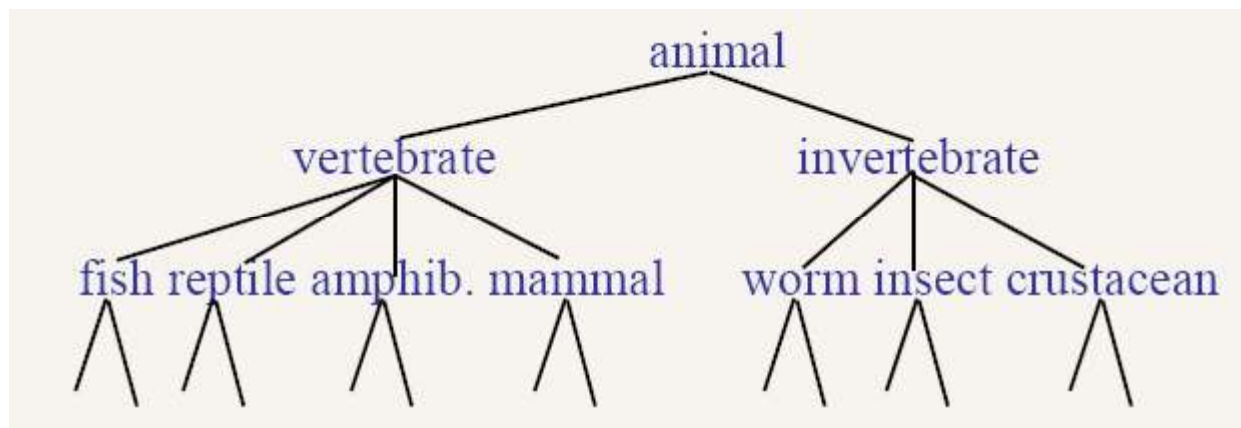 animal
vertebrate invertebrate
fish reptile amphib. mammal worm insect crustacean